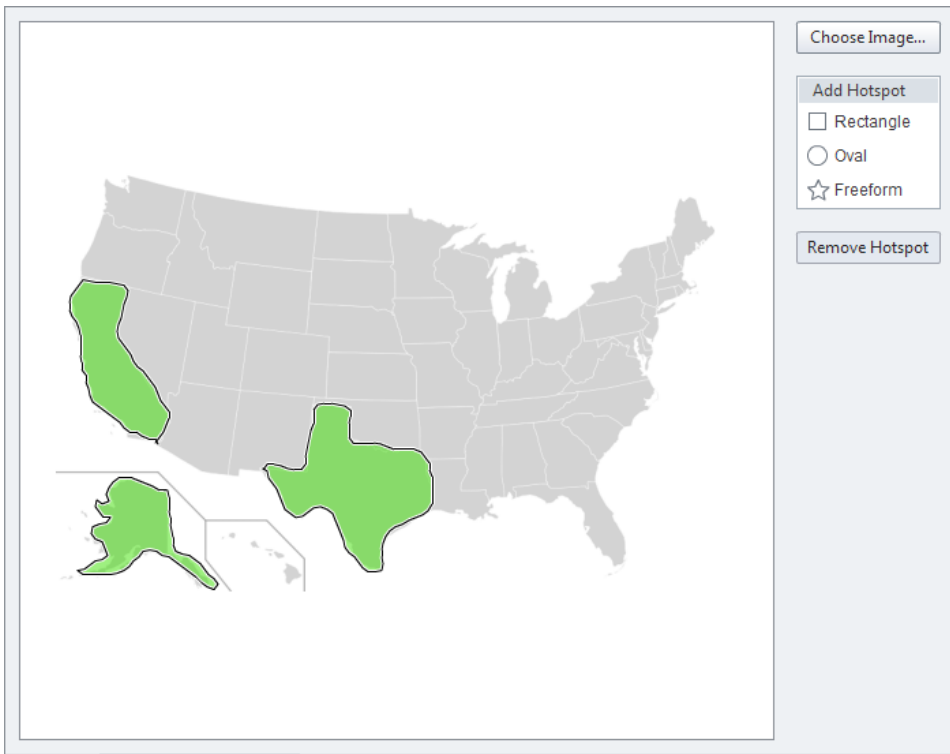 Choose Image...
Add Hotspot
Rectangle
Oval
Freeform
Remove Hotspot